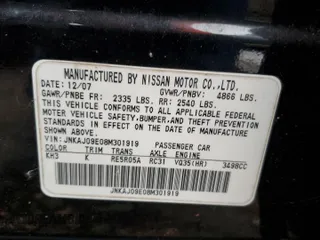 MANUFACTURED BY NISSAN MOTOR CO.,LTD.
DATE: 12/07 GVWR/PNBV: 4866 LBS.
GAWR/PNBE FR: 2335 LBS. RR: 2540 LBS.
THIS VEHICLE CONFORMS TO ALL APPLICABLE FEDERAL
MOTOR VEHICLE SAFETY,
BUMPER, AND THEFT PREVENTION
STANDARDS IN EFFECT ON THE DATE OF MANUFACTURE
SHOWN ABOVE.
VIN: JNKAJ09E08M301919 PASSENGER CAR
COLOR TRIM TRANS AXLE ENGINE
KH3 K RE5R05A RC31 VQ35(HR) 3498CC
JNKAJ09E08M301919